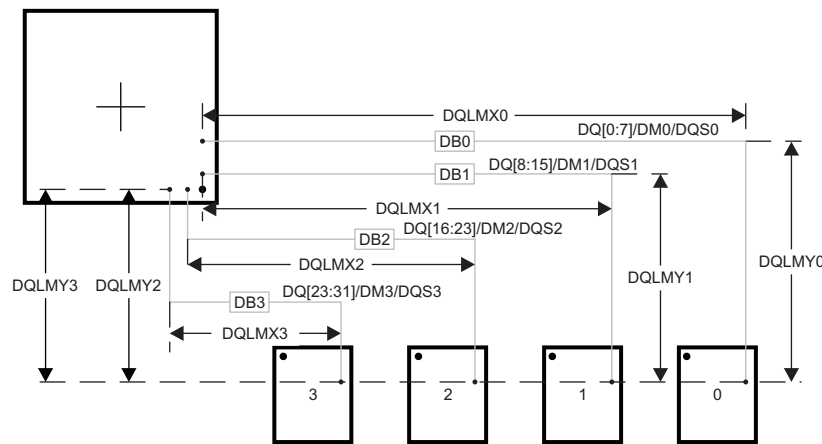 DQLMX0
DQ[0:7]/DM0/DQS0
DB0
DQ[8:15]/DM1/DQS1
DB1
DQLMX1
DQ[16:23]/DM2/DQS2
DB2
DQLMY0
DQLMY1
DQLMX2
DQLMY3
DQLMY2
DQ[23:31]/DM3/DQS3
DB3
DQLMX3
3
2
1
0